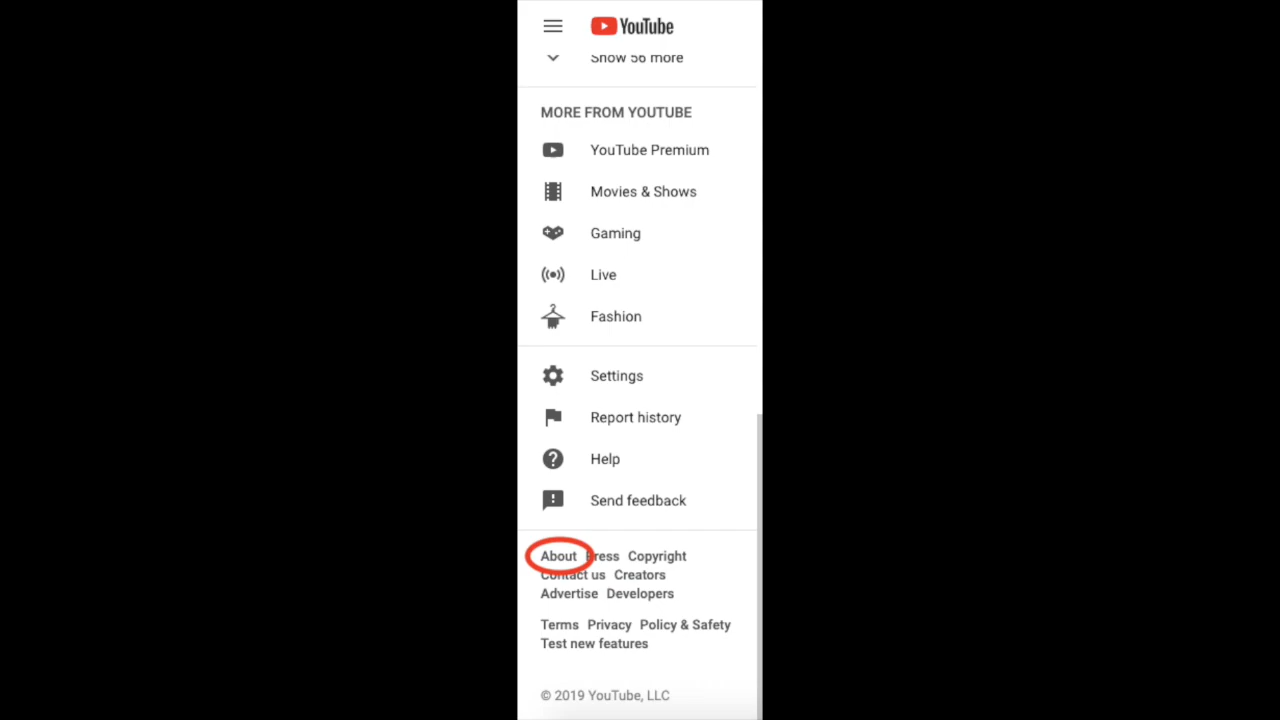 YouTube
Show 56 more
MORE FROM YOUTUBE
YouTube Premium
Movies & Shows
Gaming
Live
Fashion
Settings
Report history
Help
Send feedback
About Press Copyright
Contact us Creators
Advertise Developers
Terms Privacy Policy & Safety
Test new features
© 2019 YouTube, LLC